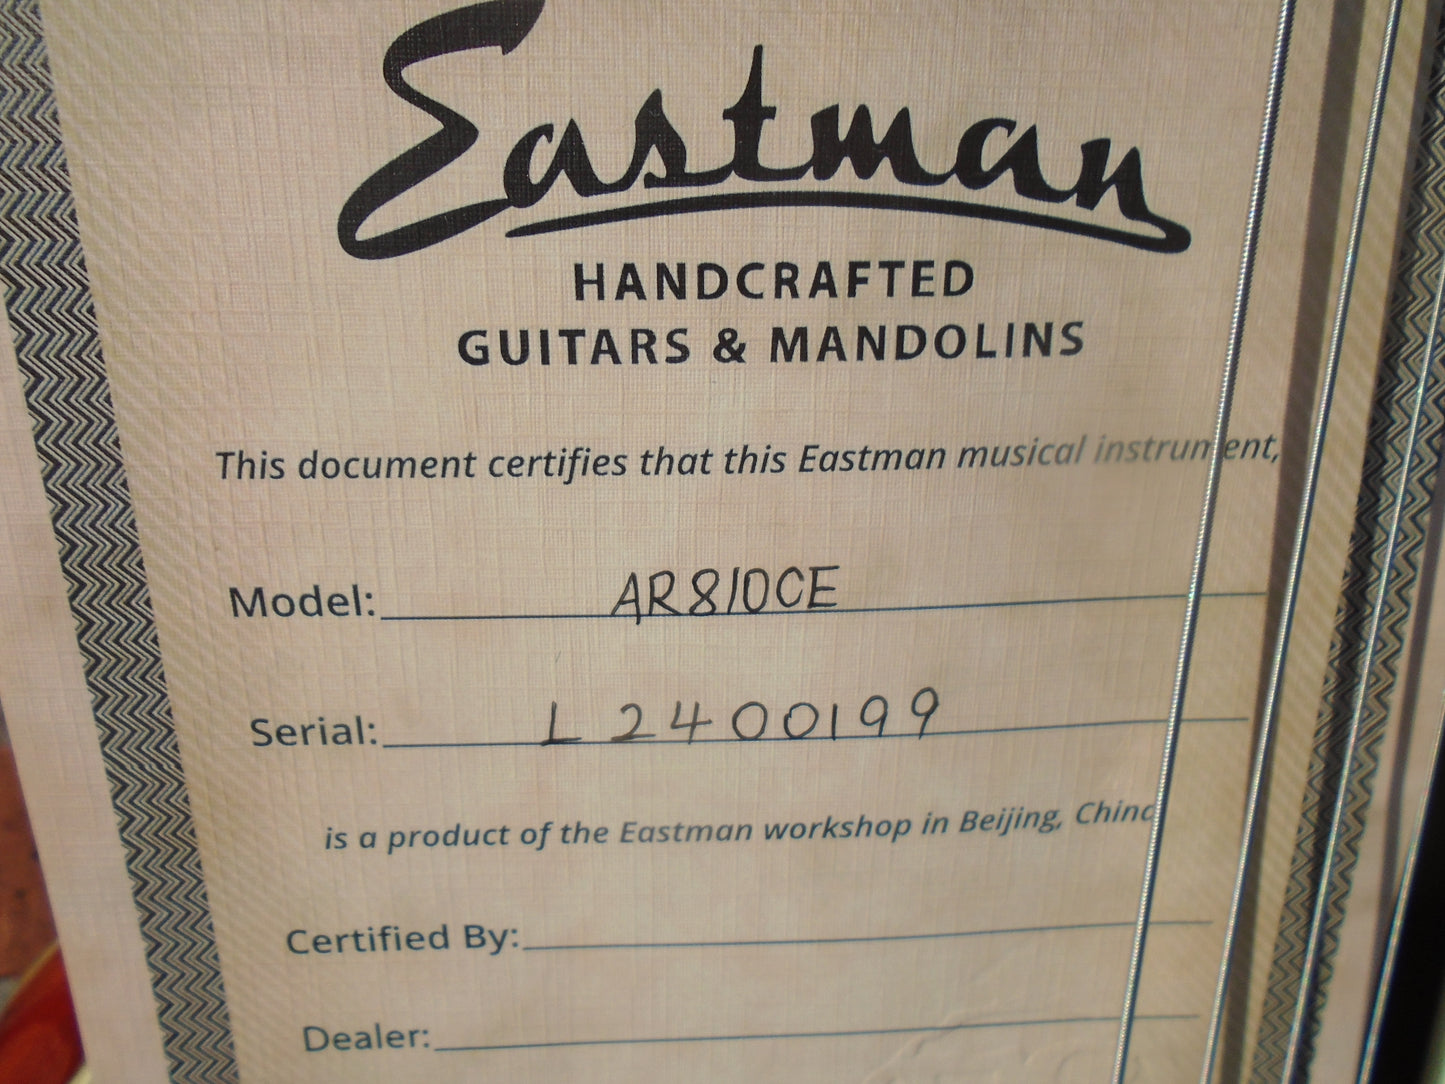 Eastman
HANDCRAFTED
GUITARS & MANDOLINS
This document certifies that this Eastman musical instrument,
Model: AR810CE
Serial: L2400199
is a product of the Eastman workshop in Beijing, China
Certified By:
Dealer: